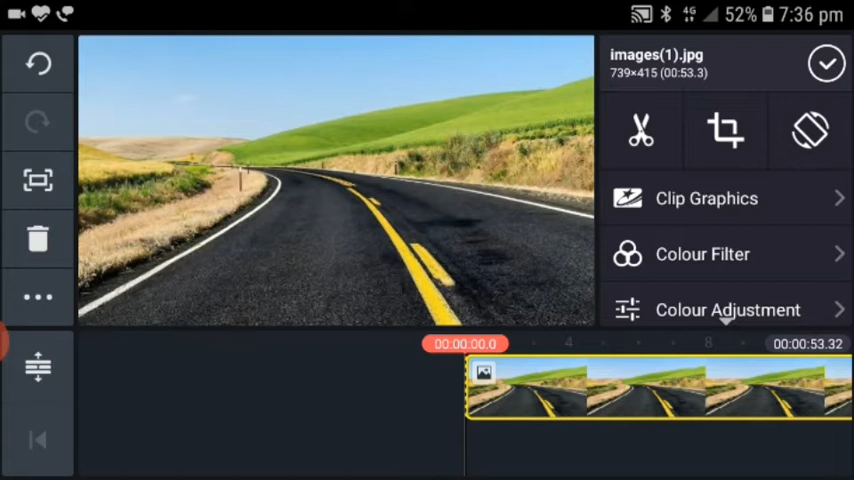 4G 52% 7:36 pm
images(1).jpg
739×415 (00:53.3)
Clip Graphics
Colour Filter
Colour Adjustment
00:00:00.0 4 8 00:00:53.32